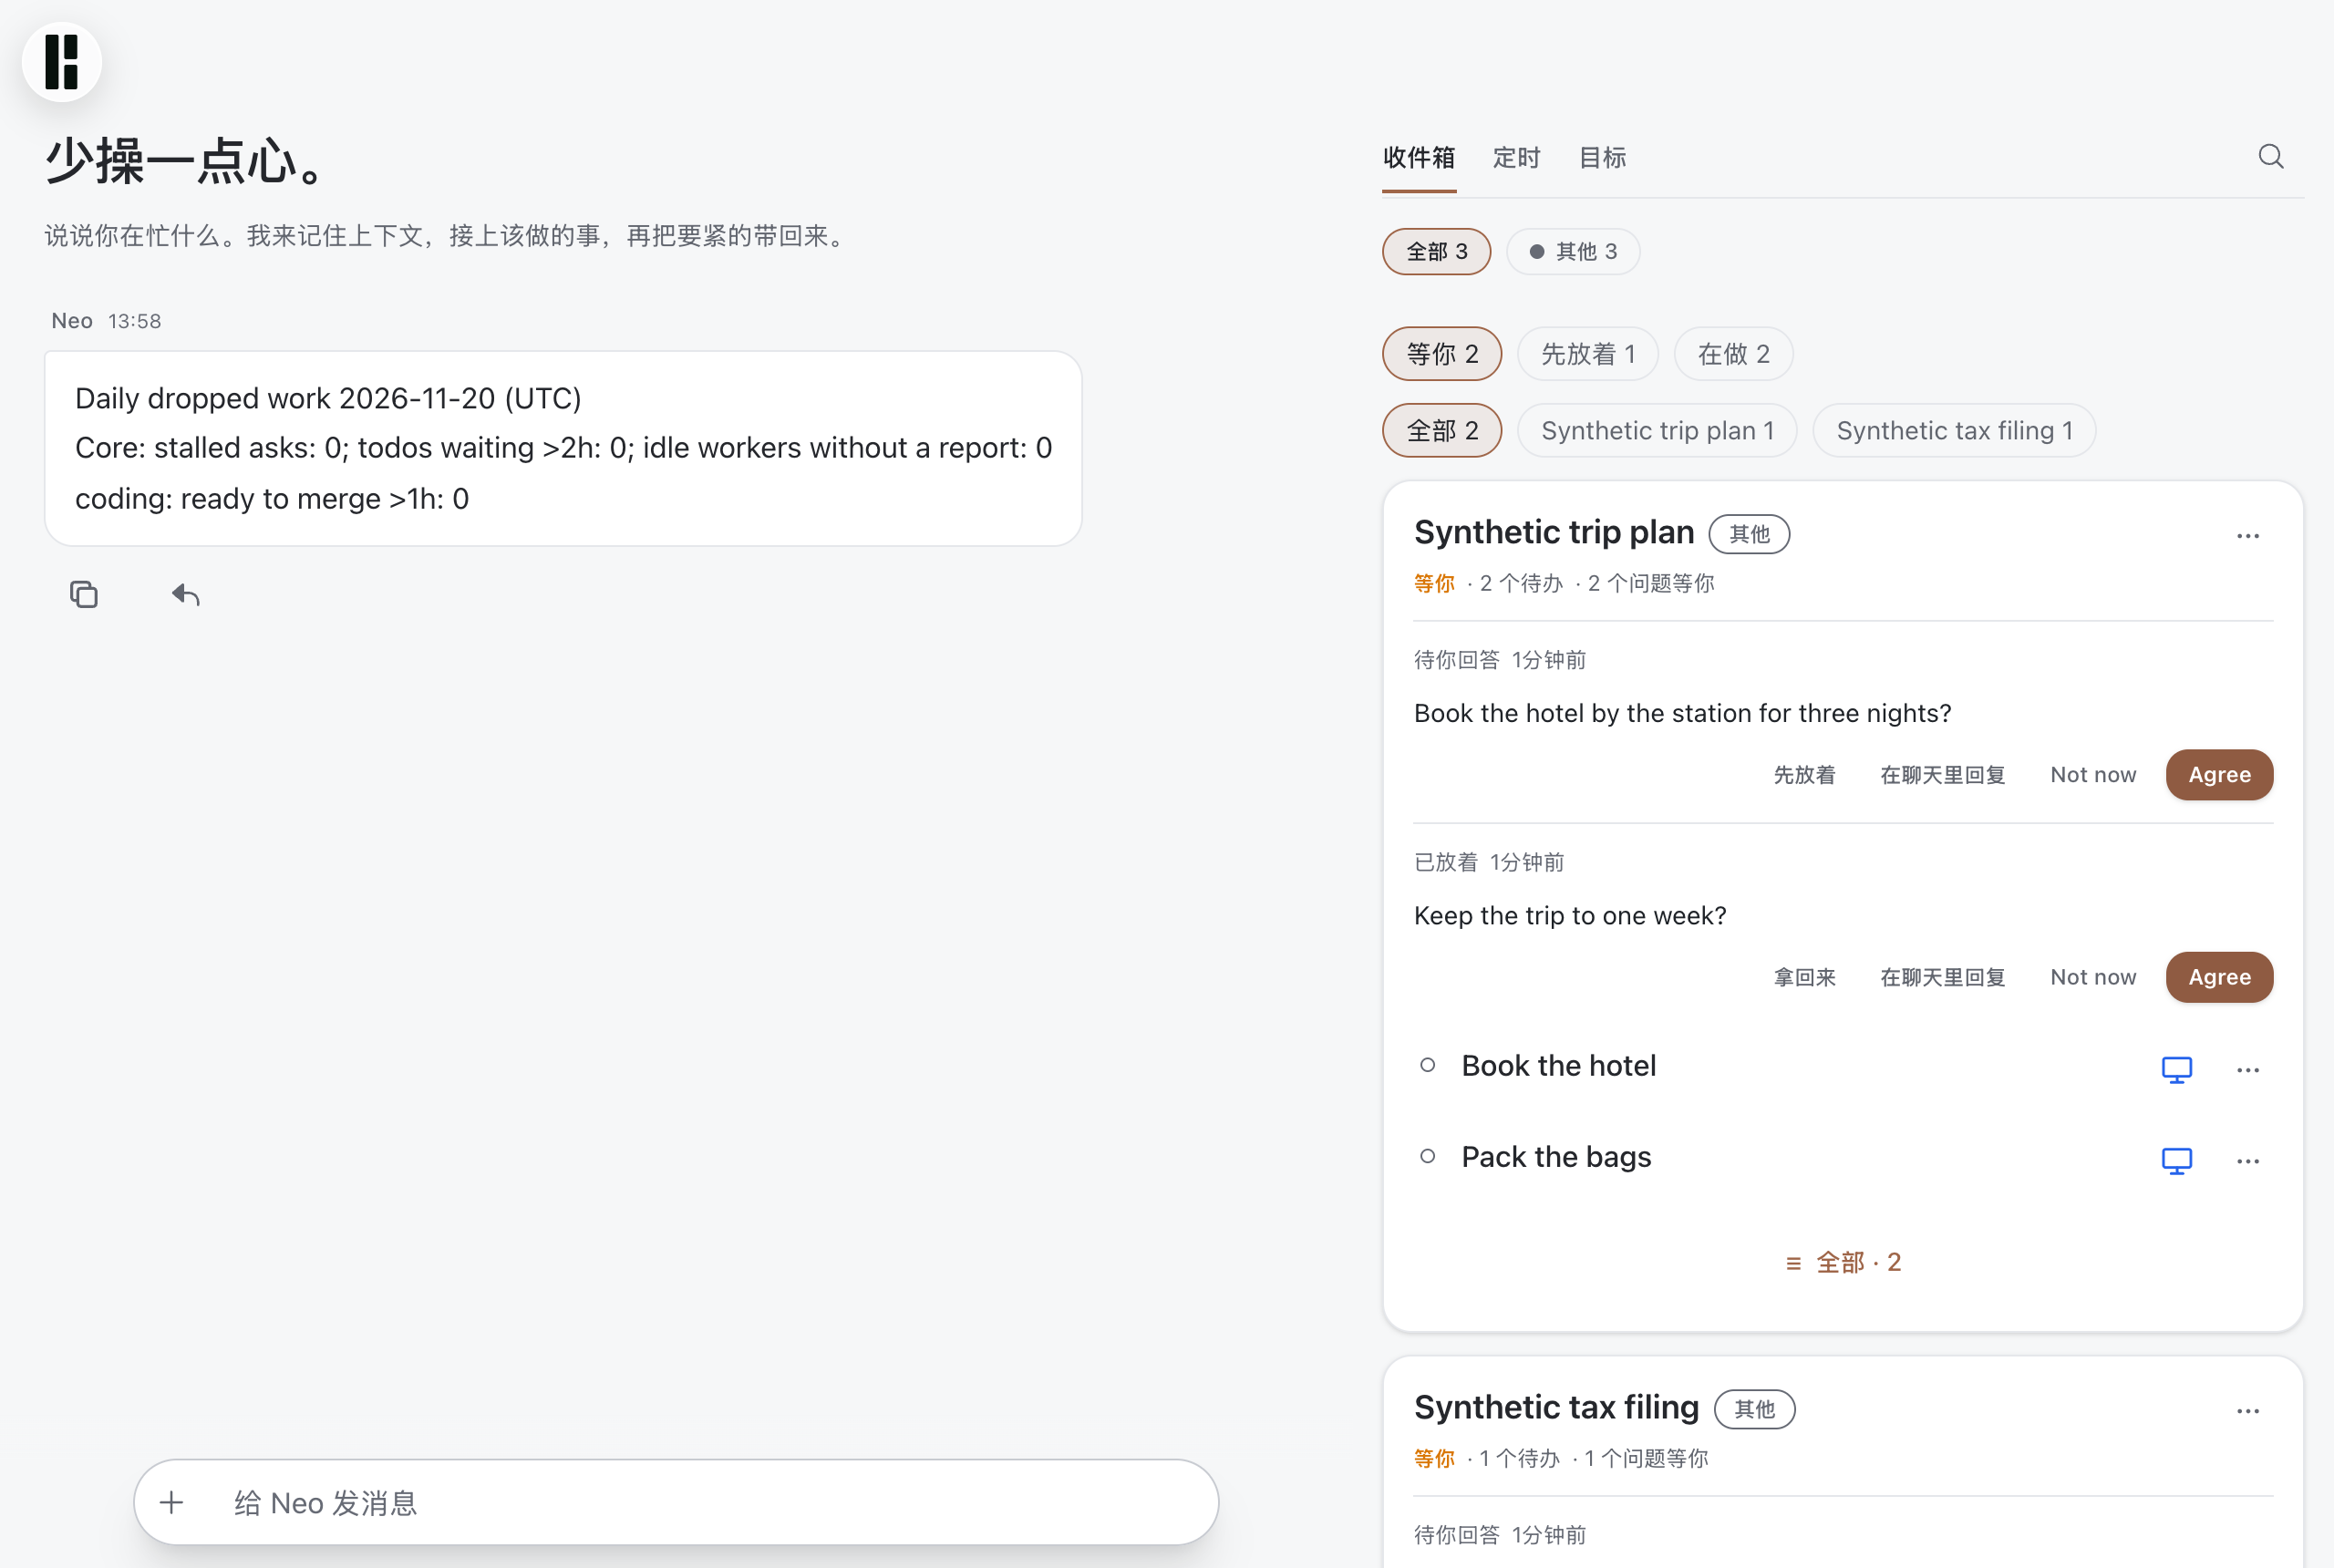 少操一点心。
说说你在忙什么。我来记住上下文，接上该做的事，再把要紧的带回来。
Neo 13:58
Daily dropped work 2026-11-20 (UTC)
Core: stalled asks: 0; todos waiting >2h: 0; idle workers without a report: 0
coding: ready to merge >1h: 0
给 Neo 发消息
收件箱 定时 目标
全部 3 其他 3
等你 2 先放着 1 在做 2
全部 2 Synthetic trip plan 1 Synthetic tax filing 1
Synthetic trip plan 其他
等你 · 2 个待办 · 2 个问题等你
待你回答 1分钟前
Book the hotel by the station for three nights?
先放着 在聊天里回复 Not now Agree
已放着 1分钟前
Keep the trip to one week?
拿回来 在聊天里回复 Not now Agree
Book the hotel
Pack the bags
全部 · 2
Synthetic tax filing 其他
等你 · 1 个待办 · 1 个问题等你
待你回答 1分钟前